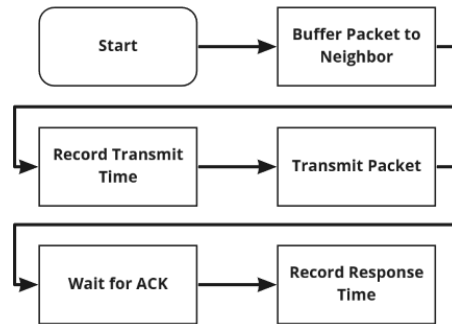 Start
Buffer Packet to
Neighbor
Record Transmit
Time
Transmit Packet
Wait for ACK
Record Response
Time